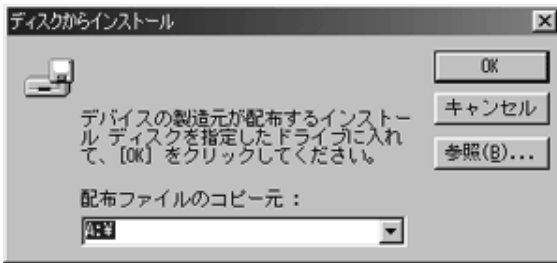 ディスクからインストール
OK
デバイスの製造元が配布するインストー
ル ディスクを指定したドライブに入れ
て、[OK] をクリックしてください。
キャンセル
参照(B)...
配布ファイルのコピー元 :
A:¥